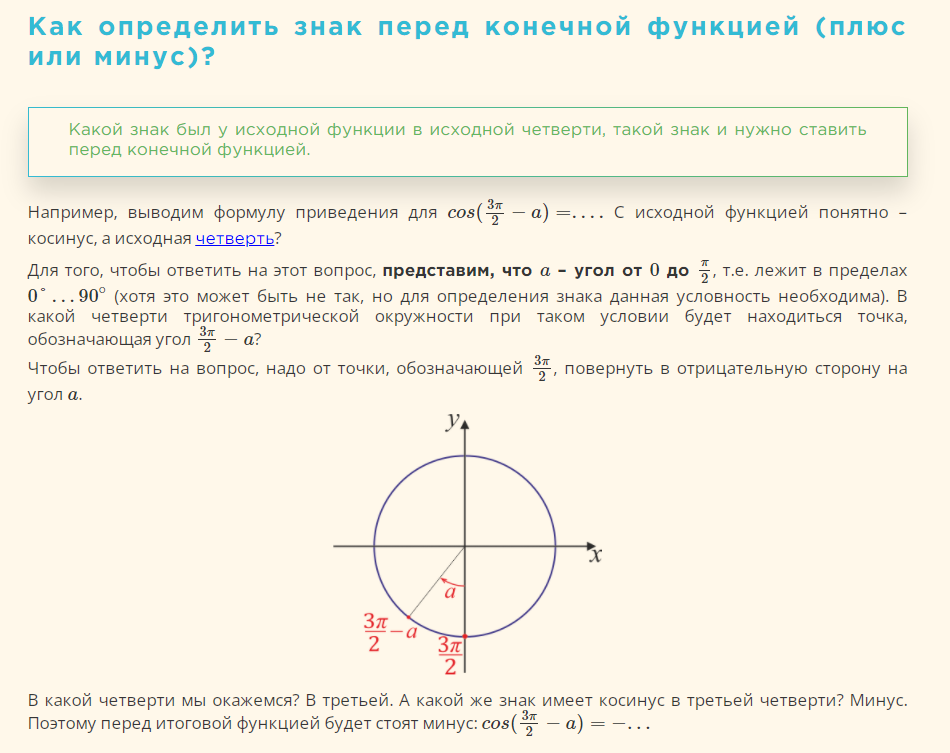 Как определить знак перед конечной функцией (плюс
или минус)?
Какой знак был у исходной функции в исходной четверти, такой знак и нужно ставить
перед конечной функцией.
Например, выводим формулу приведения для cos(3π/2 − a) =.... С исходной функцией понятно –
косинус, а исходная четверть?
Для того, чтобы ответить на этот вопрос, представим, что a – угол от 0 до π/2, т.е. лежит в пределах
0˚...90° (хотя это может быть не так, но для определения знака данная условность необходима). В
какой четверти тригонометрической окружности при таком условии будет находиться точка,
обозначающая угол 3π/2 − a?
Чтобы ответить на вопрос, надо от точки, обозначающей 3π/2, повернуть в отрицательную сторону на
угол a.
y
x
a
3π/2 − a
3π/2
В какой четверти мы окажемся? В третьей. А какой же знак имеет косинус в третьей четверти? Минус.
Поэтому перед итоговой функцией будет стоят минус: cos(3π/2 − a) = −...